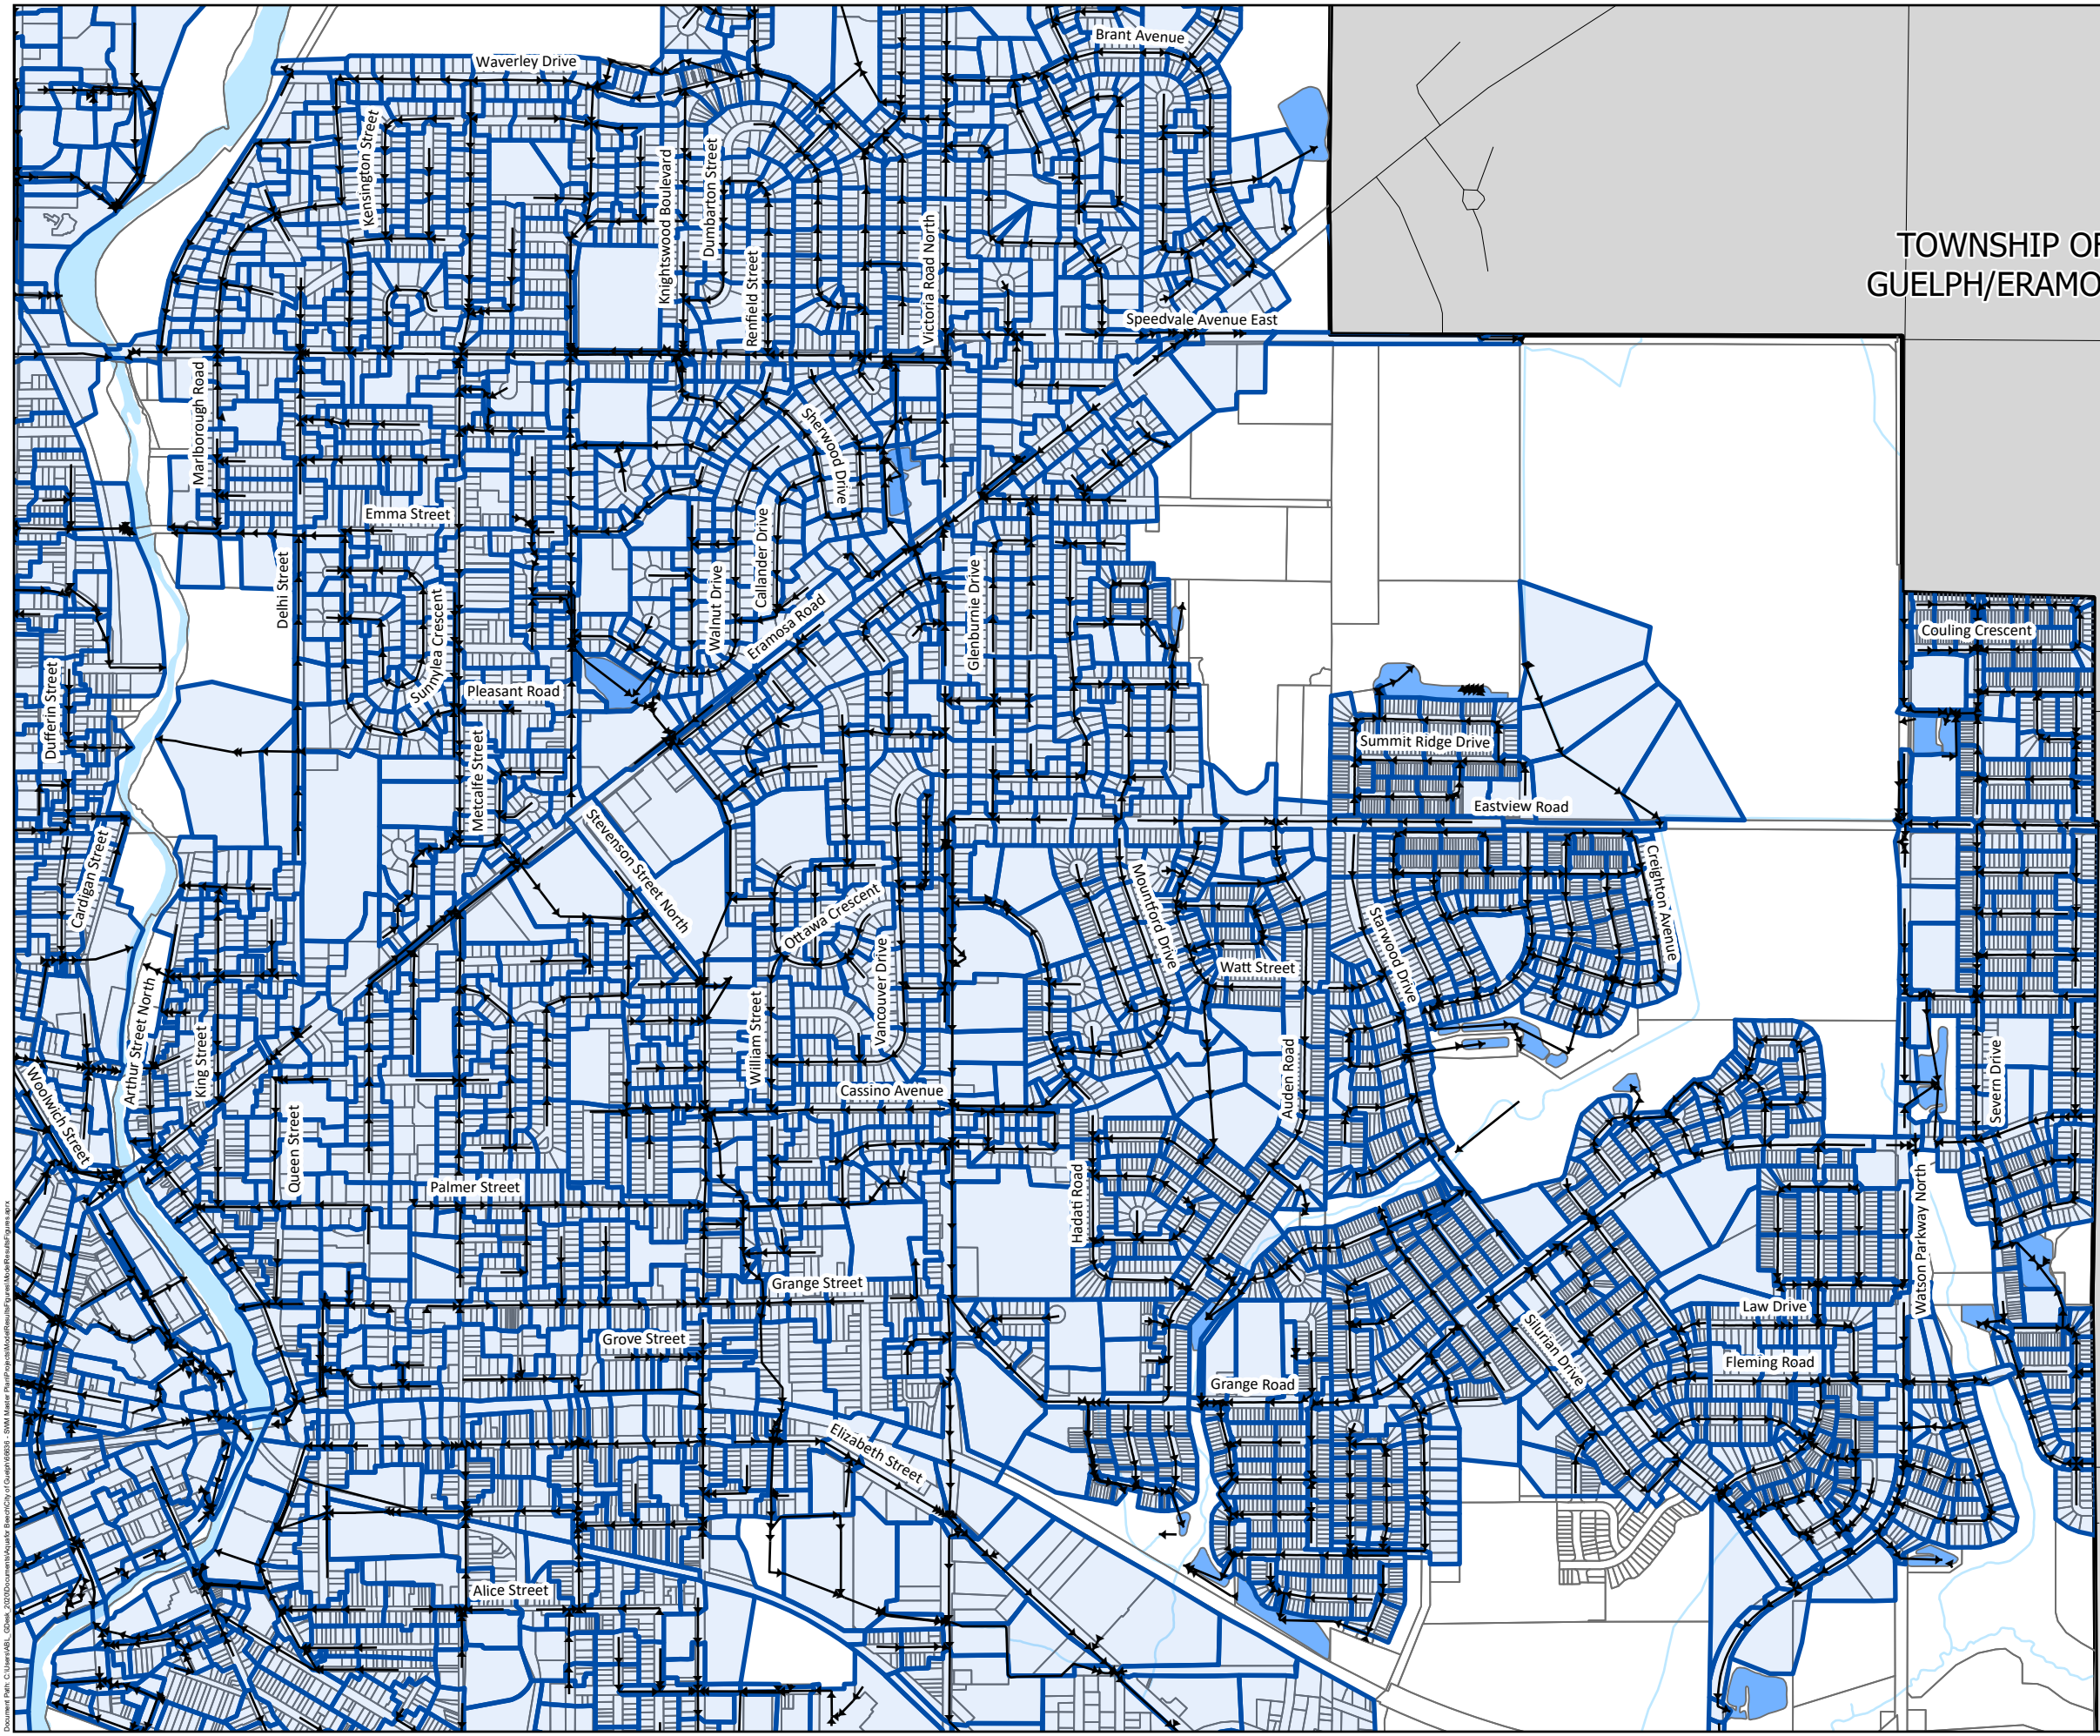 Brant Avenue
Waverley Drive
Kensington Street
Knightswood Boulevard
Dumbarton Street
Renfield Street
Victoria Road North
TOWNSHIP OF
GUELPH/ERAMO
Speedvale Avenue East
Marlborough Road
Sherwood Drive
Emma Street
Delhi Street
Sunnylea Crescent
Walnut Drive
Callander Drive
Eramosa Road
Glenburnie Drive
Couling Crescent
Dufferin Street
Pleasant Road
Metcalfe Street
Summit Ridge Drive
Eastview Road
Stevenson Street North
Cardigan Street
Mountford Drive
Creighton Avenue
Ottawa Crescent
Starwood Drive
Vancouver Drive
Watt Street
Arthur Street North
King Street
William Street
Auden Road
Severn Drive
Woolwich Street
Cassino Avenue
Queen Street
Palmer Street
Hadati Road
Watson Parkway North
Grange Street
Law Drive
Grove Street
Silurian Drive
Fleming Road
Grange Road
Elizabeth Street
Alice Street